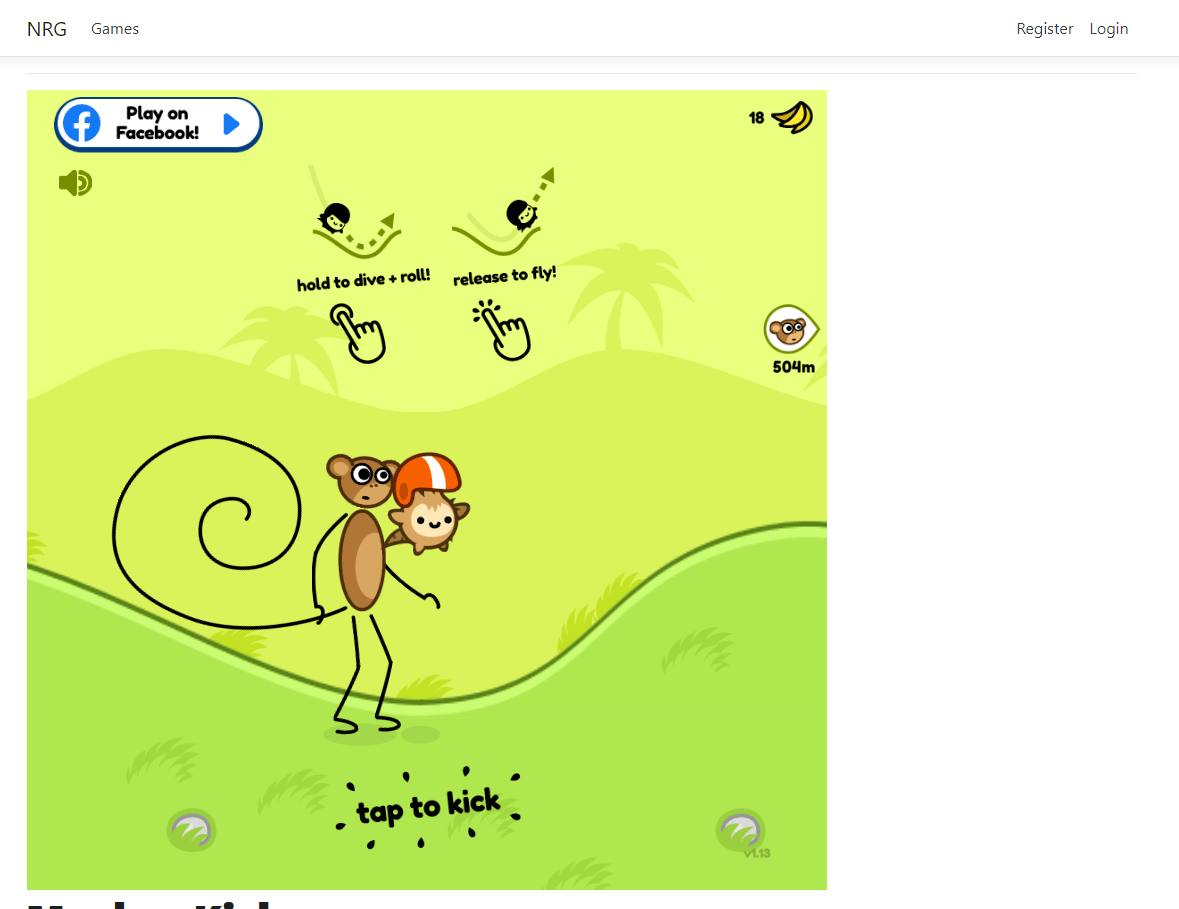 NRG Games Register Login
Play on
Facebook!
18
hold to dive + roll! release to fly!
504m
tap to kick
v1.13